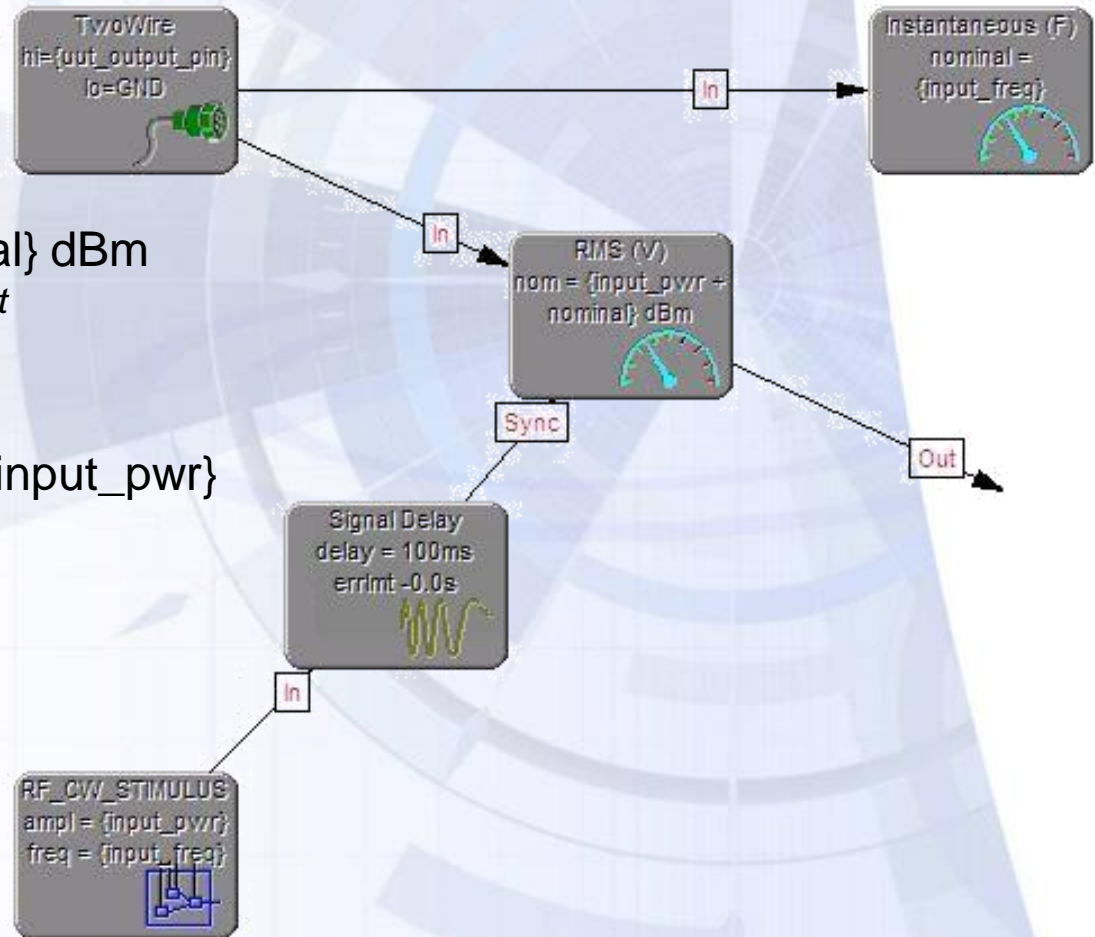 TwoWire
hi={uut_output_pin}
lo=GND
In
Instantaneous (F)
nominal =
{input_freq}
al} dBm
t
In
RMS (V)
nom = {input_pwr +
nominal} dBm
Sync
Out
input_pwr}
Signal Delay
delay = 100ms
errlmt -0.0s
In
RF_CW_STIMULUS
ampl = {input_pwr}
freq = {input_freq}